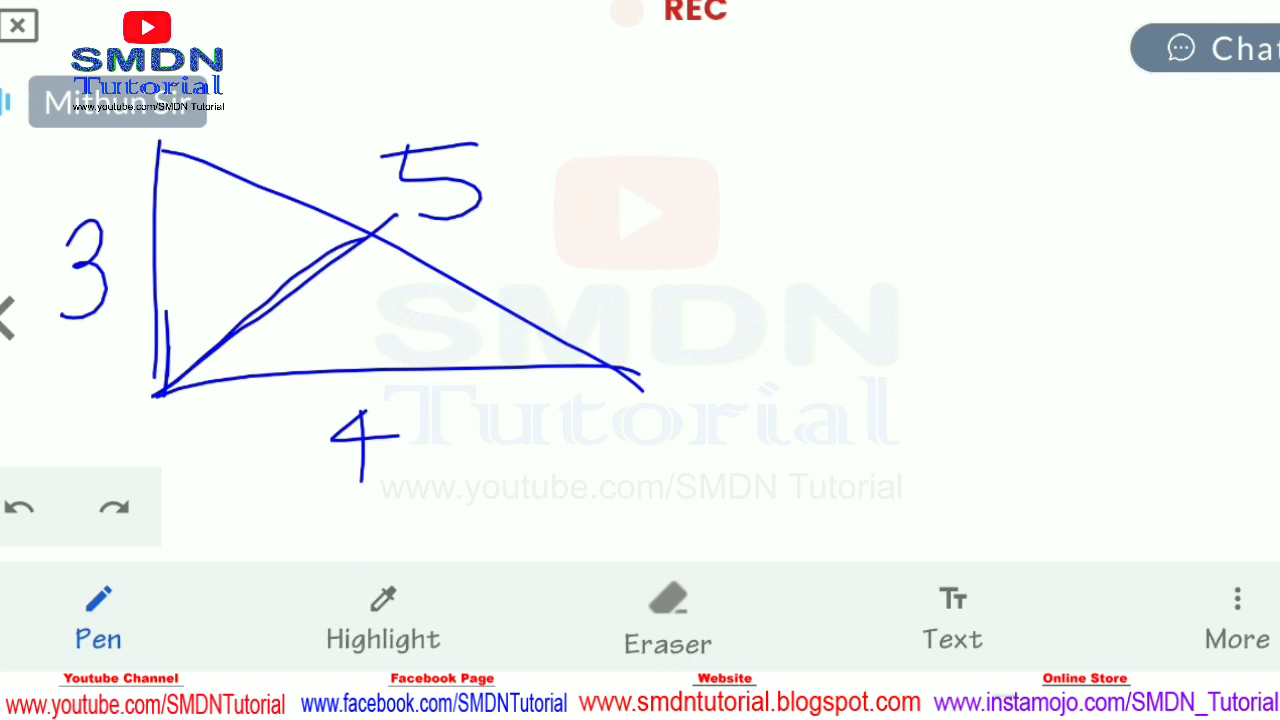 REC
SMDN
Tutorial
www.youtube.com/SMDN Tutorial
Mithun Sir
Chat
5
3
4
SMDN
Tutorial
www.youtube.com/SMDN Tutorial
Pen
Highlight
Eraser
Text
More
Youtube Channel
Facebook Page
Website
Online Store
www.youtube.com/SMDNTutorial
www.facebook.com/SMDNTutorial
www.smdntutorial.blogspot.com
www.instamojo.com/SMDN_Tutorial